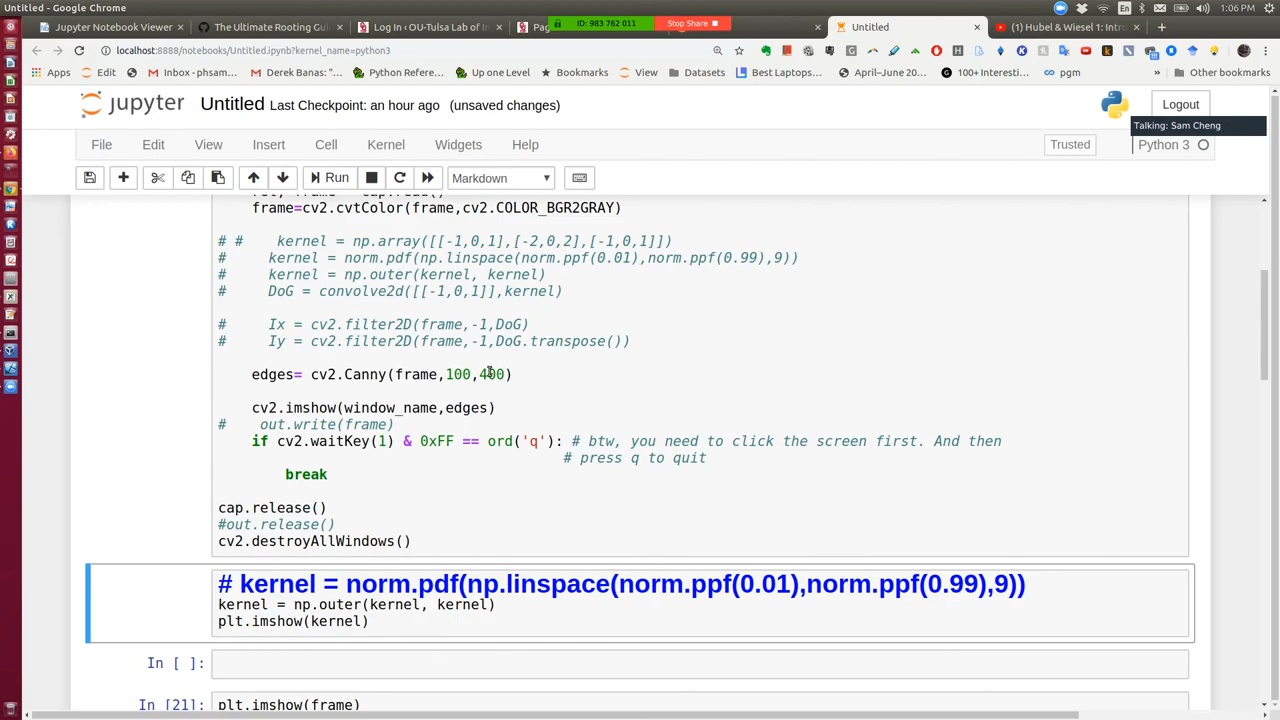 Untitled - Google Chrome
En
1:06 PM
Jupyter Notebook Viewer
The Ultimate Rooting Gui
Log In ‹ OU-Tulsa Lab of I
Pag
ID: 983 762 011
Stop Share
Untitled
(1) Hubel & Wiesel 1: Intr
localhost:8888/notebooks/Untitled.ipynb?kernel_name=python3
Apps
Edit
Inbox - phsam...
Derek Banas: "X...
Python Refere...
Up one Level
Bookmarks
View
Datasets
Best Laptops...
April–June 20...
100+ Interesti...
pgm
»
Other bookmarks
jupyter
Untitled
Last Checkpoint: an hour ago
(unsaved changes)
Logout
Talking: Sam Cheng
File
Edit
View
Insert
Cell
Kernel
Widgets
Help
Trusted
Python 3
Run
Markdown
frame=cv2.cvtColor(frame,cv2.COLOR_BGR2GRAY)
# # kernel = np.array([[-1,0,1],[-2,0,2],[-1,0,1]])
# kernel = norm.pdf(np.linspace(norm.ppf(0.01),norm.ppf(0.99),9))
# kernel = np.outer(kernel, kernel)
# DoG = convolve2d([[-1,0,1]],kernel)
# Ix = cv2.filter2D(frame,-1,DoG)
# Iy = cv2.filter2D(frame,-1,DoG.transpose())
edges= cv2.Canny(frame,100,400)
cv2.imshow(window_name,edges)
# out.write(frame)
if cv2.waitKey(1) & 0xFF == ord('q'): # btw, you need to click the screen first. And then
# press q to quit
break
cap.release()
#out.release()
cv2.destroyAllWindows()
# kernel = norm.pdf(np.linspace(norm.ppf(0.01),norm.ppf(0.99),9))
kernel = np.outer(kernel, kernel)
plt.imshow(kernel)
In [ ]:
In [21]: plt.imshow(frame)